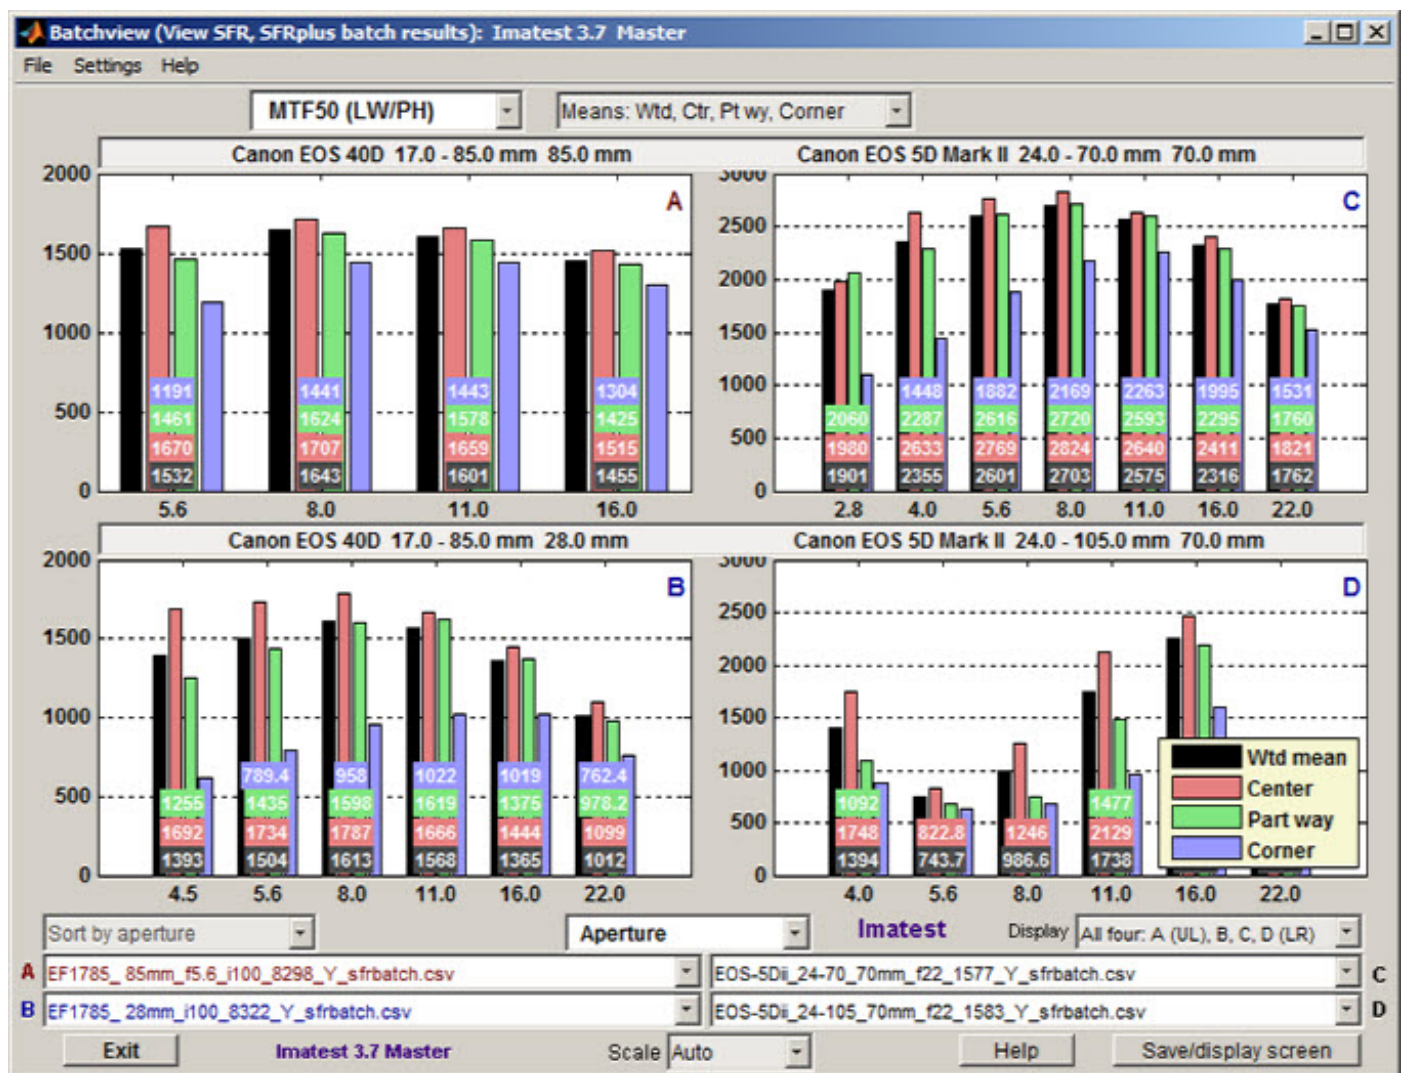 Batchview (View SFR, SFRplus batch results): Imatest 3.7 Master
File Settings Help
MTF50 (LW/PH) Means: Wtd, Ctr, Pt wy, Corner
Canon EOS 40D 17.0 - 85.0 mm 85.0 mm
2000
1500
1000
500
0
A
1191 1441 1443 1304
1461 1624 1578 1425
1670 1707 1659 1515
1532 1643 1601 1455
5.6 8.0 11.0 16.0
Canon EOS 5D Mark II 24.0 - 70.0 mm 70.0 mm
3000
2500
2000
1500
1000
500
0
C
1448 1882 2169 2263 1995 1531
2060 2287 2616 2720 2593 2295 1760
1980 2633 2769 2824 2640 2411 1821
1901 2355 2601 2703 2575 2316 1762
2.8 4.0 5.6 8.0 11.0 16.0 22.0
Canon EOS 40D 17.0 - 85.0 mm 28.0 mm
2000
1500
1000
500
0
B
789.4 958 1022 1019 762.4
1255 1435 1598 1619 1375 978.2
1692 1734 1787 1666 1444 1099
1393 1504 1613 1568 1365 1012
4.5 5.6 8.0 11.0 16.0 22.0
Canon EOS 5D Mark II 24.0 - 105.0 mm 70.0 mm
3000
2500
2000
1500
1000
500
0
D
1092 1477
1748 822.8 1246 2129
1394 743.7 986.6 1738
4.0 5.6 8.0 11.0 16.0 22.0
Wtd mean
Center
Part way
Corner
Sort by aperture Aperture Imatest Display All four: A (UL), B, C, D (LR)
A EF1785_ 85mm_f5.6_i100_8298_Y_sfrbatch.csv EOS-5Dii_24-70_70mm_f22_1577_Y_sfrbatch.csv C
B EF1785_ 28mm_i100_8322_Y_sfrbatch.csv EOS-5Dii_24-105_70mm_f22_1583_Y_sfrbatch.csv D
Exit Imatest 3.7 Master Scale Auto Help Save/display screen